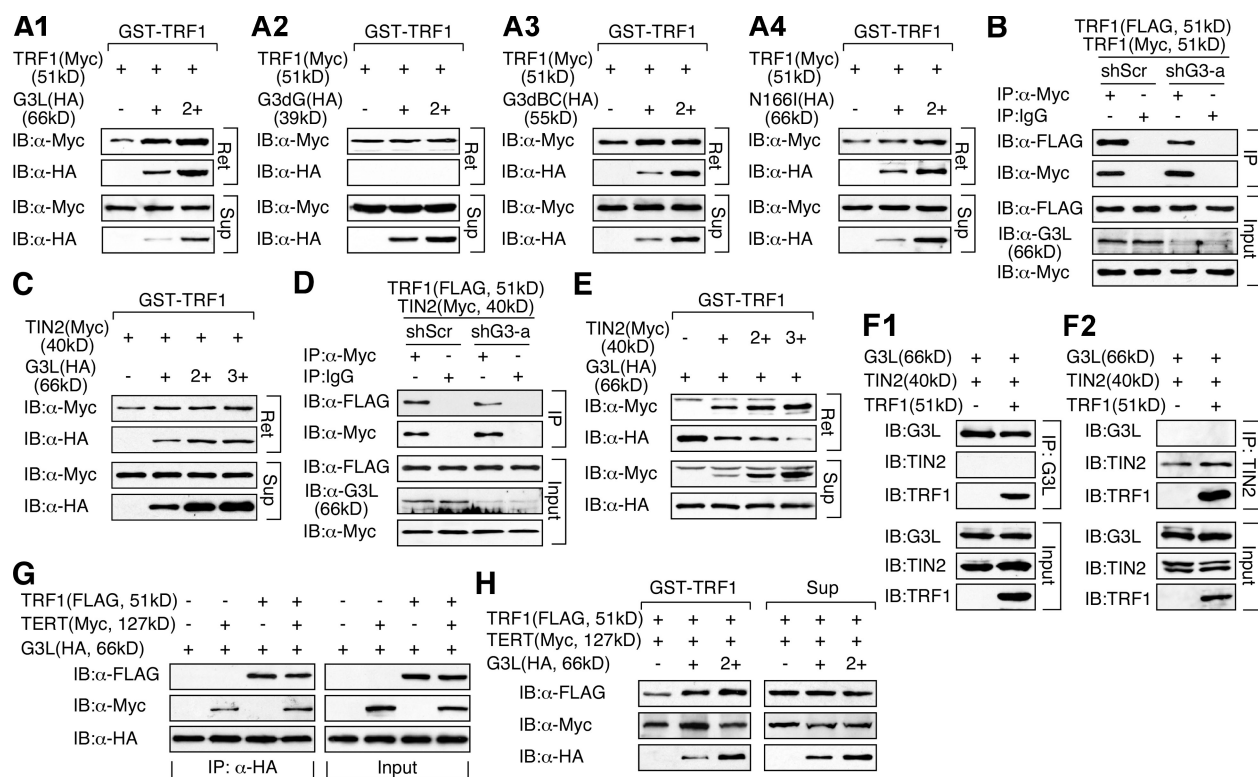 A1
GST-TRF1
TRF1(Myc) + + +
(51kD)
G3L(HA) - + 2+
(66kD)
IB:α-Myc
IB:α-HA
Ret
IB:α-Myc
IB:α-HA
Sup
A2
GST-TRF1
TRF1(Myc) + + +
(51kD)
G3dG(HA) - + 2+
(39kD)
IB:α-Myc
IB:α-HA
Ret
IB:α-Myc
IB:α-HA
Sup
A3
GST-TRF1
TRF1(Myc) + + +
(51kD)
G3dBC(HA) - + 2+
(55kD)
IB:α-Myc
IB:α-HA
Ret
IB:α-Myc
IB:α-HA
Sup
A4
GST-TRF1
TRF1(Myc) + + +
(51kD)
N166I(HA) - + 2+
(66kD)
IB:α-Myc
IB:α-HA
Ret
IB:α-Myc
IB:α-HA
Sup
B
TRF1(FLAG, 51kD)
TRF1(Myc, 51kD)
shScr shG3-a
IP:α-Myc + - + -
IP:IgG - + - +
IB:α-FLAG
IB:α-Myc
IP
IB:α-FLAG
IB:α-G3L
(66kD)
IB:α-Myc
Input
C
GST-TRF1
TIN2(Myc) + + + +
(40kD)
G3L(HA) - + 2+ 3+
(66kD)
IB:α-Myc
IB:α-HA
Ret
IB:α-Myc
IB:α-HA
Sup
D
TRF1(FLAG, 51kD)
TIN2(Myc, 40kD)
shScr shG3-a
IP:α-Myc + - + -
IP:IgG - + - +
IB:α-FLAG
IB:α-Myc
IP
IB:α-FLAG
IB:α-G3L
(66kD)
IB:α-Myc
Input
E
GST-TRF1
TIN2(Myc) - + 2+ 3+
(40kD)
G3L(HA) + + + +
(66kD)
IB:α-Myc
IB:α-HA
Ret
IB:α-Myc
IB:α-HA
Sup
F1
G3L(66kD) + +
TIN2(40kD) + +
TRF1(51kD) - +
IB:G3L
IB:TIN2
IB:TRF1
IP: G3L
IB:G3L
IB:TIN2
IB:TRF1
Input
F2
G3L(66kD) + +
TIN2(40kD) + +
TRF1(51kD) - +
IB:G3L
IB:TIN2
IB:TRF1
IP: TIN2
IB:G3L
IB:TIN2
IB:TRF1
Input
G
TRF1(FLAG, 51kD) - - + + - - + +
TERT(Myc, 127kD) - + - + - + - +
G3L(HA, 66kD) + + + + + + + +
IB:α-FLAG
IB:α-Myc
IB:α-HA
IP: α-HA Input
H
GST-TRF1 Sup
TRF1(FLAG, 51kD) + + + + + +
TERT(Myc, 127kD) + + + + + +
G3L(HA, 66kD) - + 2+ - + 2+
IB:α-FLAG
IB:α-Myc
IB:α-HA